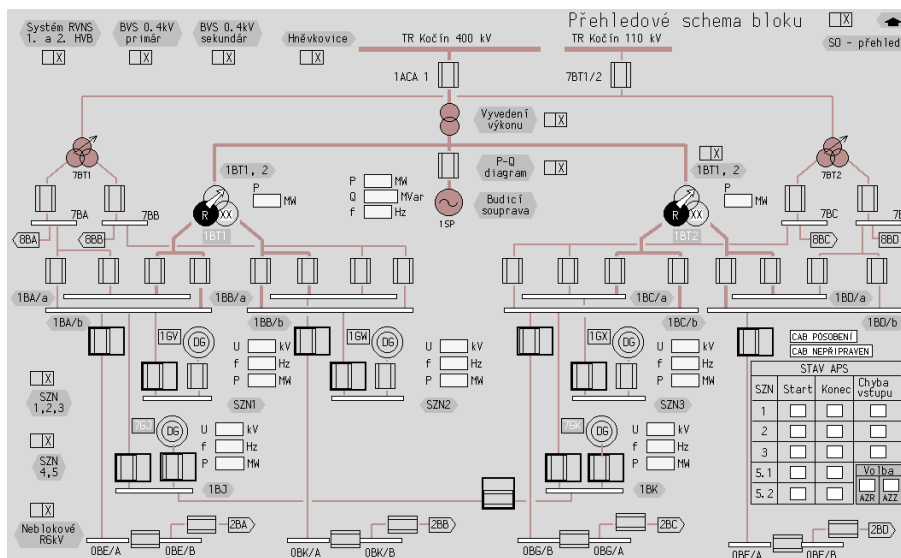 Přehledové schema bloku
X
Systém RVNS
1. a 2. HVB
X
BVS 0.4kV
primár
X
BVS 0.4kV
sekundár
X
Hněvkovice
X
TR Kočín 400 kV
TR Kočín 110 kV
SO - přehled
X
1ACA 1
7BT1/2
Vyvedení
výkonu
X
7BT1
7BT2
1BT1, 2
P
MW
P-Q
diagram
X
X
1BT1, 2
P
MW
P
MW
Q
MVar
f
Hz
Budicí
souprava
1SP
R
XX
1BT1
R
XX
1BT2
7BA
7BB
7BC
8BA
8BB
8BC
8BD
1BA/a
1BB/a
1BC/a
1BD/a
1BA/b
1BB/b
1BC/b
1BD/b
1GV
DG
U
kV
f
Hz
P
MW
1GW
DG
U
kV
f
Hz
P
MW
1GX
DG
U
kV
f
Hz
P
MW
CAB PÖSOBENÍ
CAB NEPŘIPRAVEN
STAV APS
SZN
Start
Konec
Chyba
vstupu
1
2
3
5.1
5.2
Volba
AZR
AZZ
X
SZN
1,2,3
SZN1
SZN2
SZN3
7GJ
DG
U
kV
f
Hz
P
MW
7GK
DG
U
kV
f
Hz
P
MW
X
SZN
4,5
1BJ
1BK
X
Neblokové
R6kV
2BA
2BB
2BC
2BD
0BE/A
0BE/B
0BK/A
0BK/B
0BG/B
0BG/A